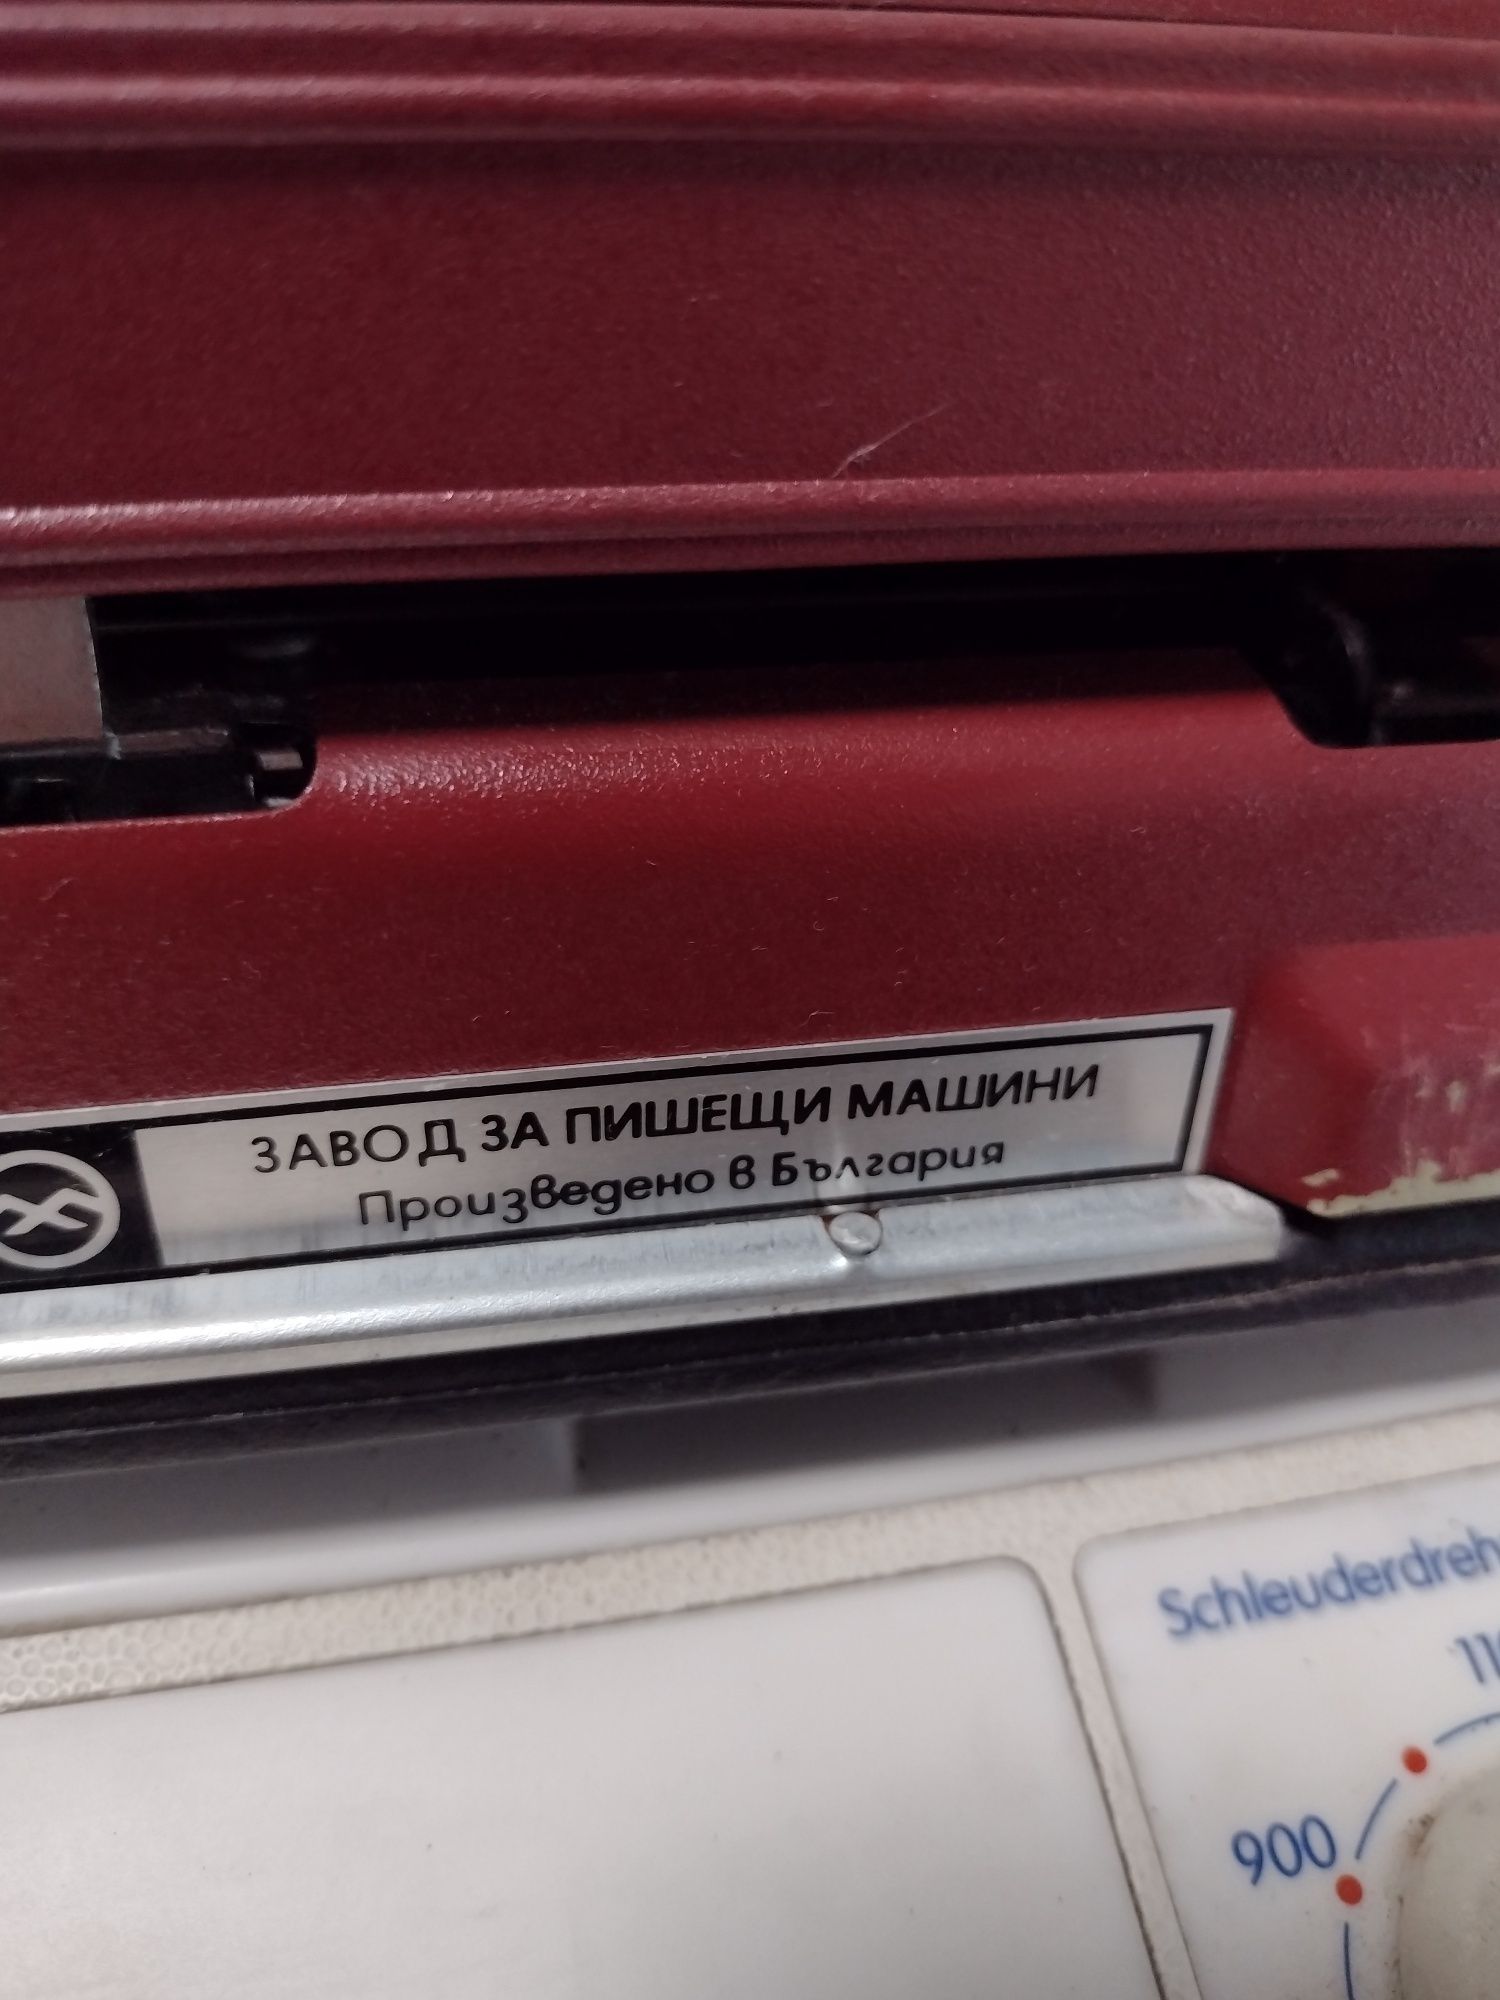 ЗАВОД ЗА ПИШЕЩИ МАШИНИ
Произведено в България
900